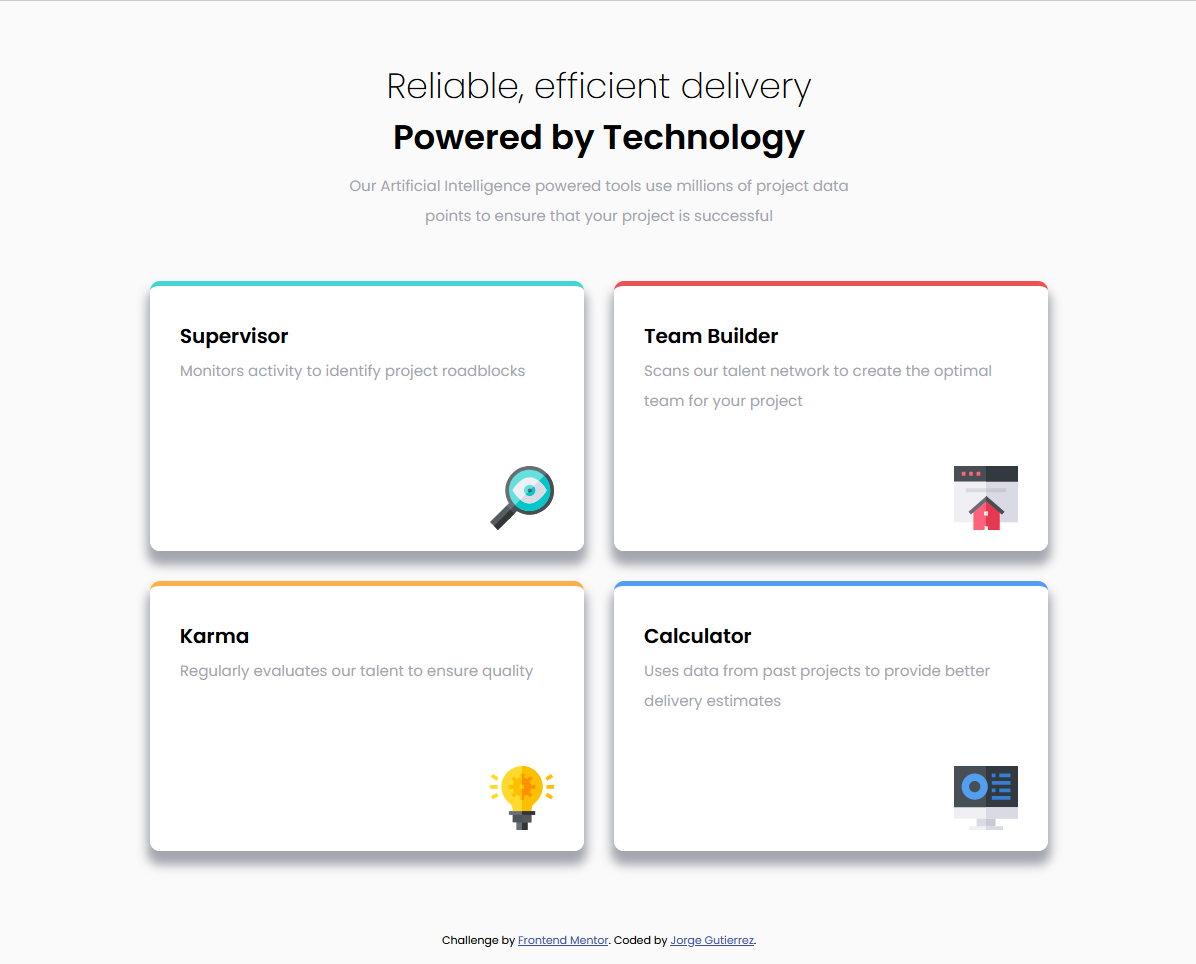 Reliable, efficient delivery
Powered by Technology
Our Artificial Intelligence powered tools use millions of project data
points to ensure that your project is successful
Supervisor
Monitors activity to identify project roadblocks
Team Builder
Scans our talent network to create the optimal
team for your project
Karma
Regularly evaluates our talent to ensure quality
Calculator
Uses data from past projects to provide better
delivery estimates
Challenge by Frontend Mentor. Coded by Jorge Gutierrez.